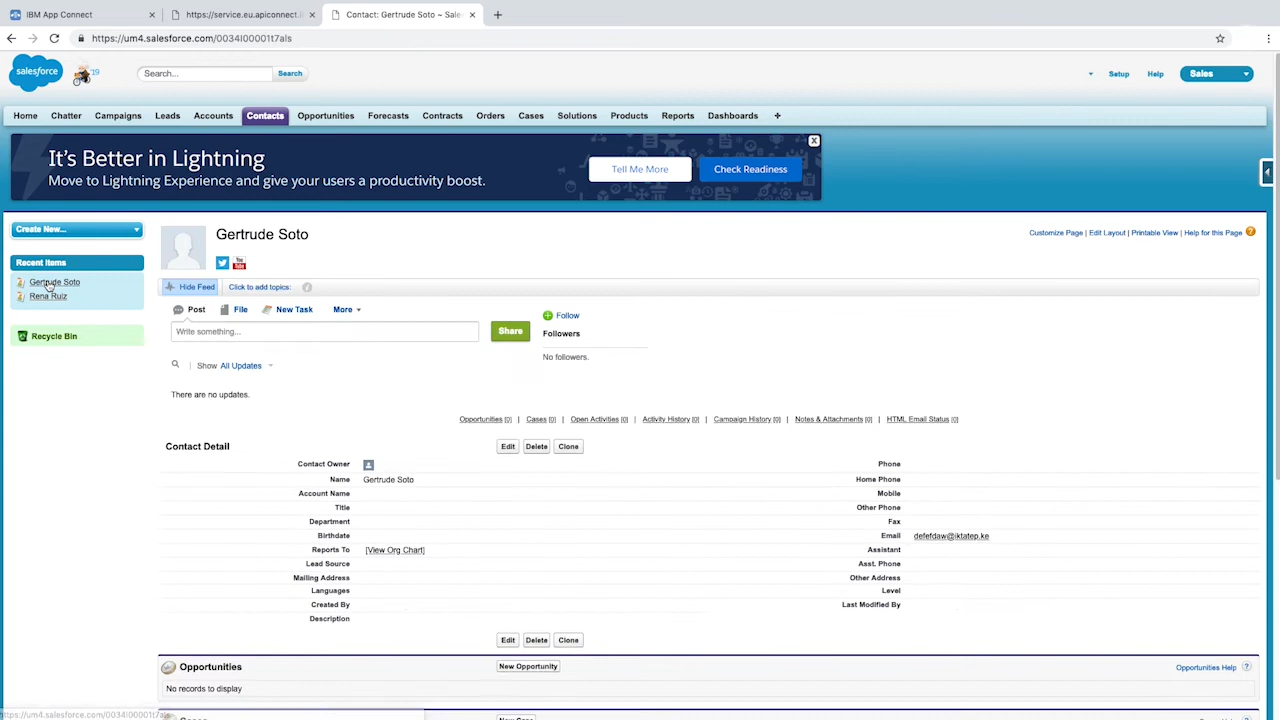 IBM App Connect
https://service.eu.apiconnect.i
Contact: Gertrude Soto ~ Sale
https://um4.salesforce.com/0034I00001t7als
salesforce
'19
Search...
Search
Setup
Help
Sales
Home
Chatter
Campaigns
Leads
Accounts
Contacts
Opportunities
Forecasts
Contracts
Orders
Cases
Solutions
Products
Reports
Dashboards
+
It's Better in Lightning
Move to Lightning Experience and give your users a productivity boost.
Tell Me More
Check Readiness
Create New...
Recent Items
Gertrude Soto
Rena Ruiz
Recycle Bin
Gertrude Soto
Customize Page | Edit Layout | Printable View | Help for this Page
You Tube
Hide Feed
Click to add topics:
Post
File
New Task
More
Write something...
Share
Follow
Followers
No followers.
Show All Updates
There are no updates.
Opportunities [0] | Cases [0] | Open Activities [0] | Activity History [0] | Campaign History [0] | Notes & Attachments [0] | HTML Email Status [0]
Contact Detail
Edit
Delete
Clone
Contact Owner
Phone
Name Gertrude Soto
Home Phone
Account Name
Mobile
Title
Other Phone
Department
Fax
Birthdate
Email defefdaw@iktatep.ke
Reports To [View Org Chart]
Assistant
Lead Source
Asst. Phone
Mailing Address
Other Address
Languages
Level
Created By
Last Modified By
Description
Edit
Delete
Clone
Opportunities
New Opportunity
Opportunities Help
No records to display
https://um4.salesforce.com/0034I00001t7als